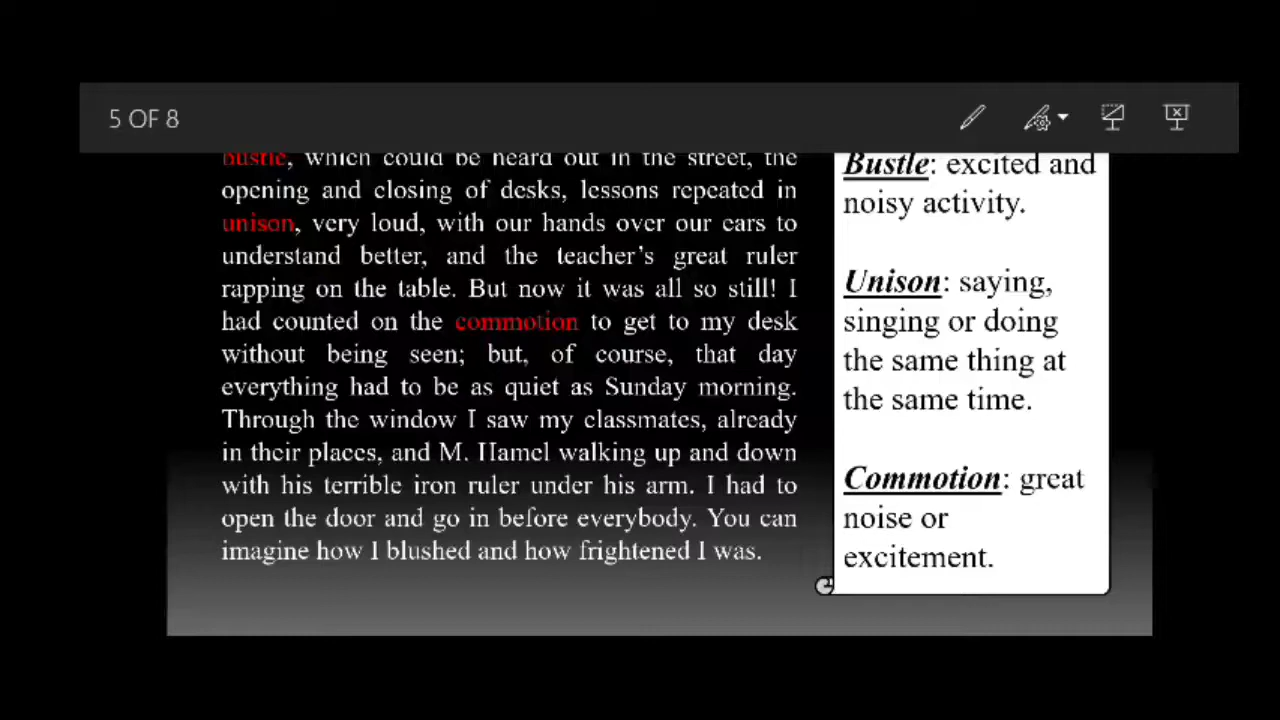 5 OF 8
bustle, which could be heard out in the street, the
opening and closing of desks, lessons repeated in
unison, very loud, with our hands over our ears to
understand better, and the teacher's great ruler
rapping on the table. But now it was all so still! I
had counted on the commotion to get to my desk
without being seen; but, of course, that day
everything had to be as quiet as Sunday morning.
Through the window I saw my classmates, already
in their places, and M. Hamel walking up and down
with his terrible iron ruler under his arm. I had to
open the door and go in before everybody. You can
imagine how I blushed and how frightened I was.
Bustle: excited and
noisy activity.
Unison: saying,
singing or doing
the same thing at
the same time.
Commotion: great
noise or
excitement.